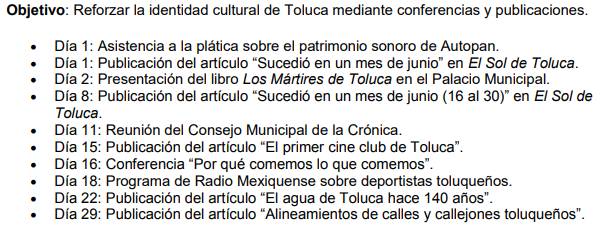 Objetivo: Reforzar la identidad cultural de Toluca mediante conferencias y publicaciones.
• Día 1: Asistencia a la plática sobre el patrimonio sonoro de Autopan.
• Día 1: Publicación del artículo “Sucedió en un mes de junio” en El Sol de Toluca.
• Día 2: Presentación del libro Los Mártires de Toluca en el Palacio Municipal.
• Día 8: Publicación del artículo “Sucedió en un mes de junio (16 al 30)” en El Sol de
Toluca.
• Día 11: Reunión del Consejo Municipal de la Crónica.
• Día 15: Publicación del artículo “El primer cine club de Toluca”.
• Día 16: Conferencia “Por qué comemos lo que comemos”.
• Día 18: Programa de Radio Mexiquense sobre deportistas toluqueños.
• Día 22: Publicación del artículo “El agua de Toluca hace 140 años”.
• Día 29: Publicación del artículo “Alineamientos de calles y callejones toluqueños”.